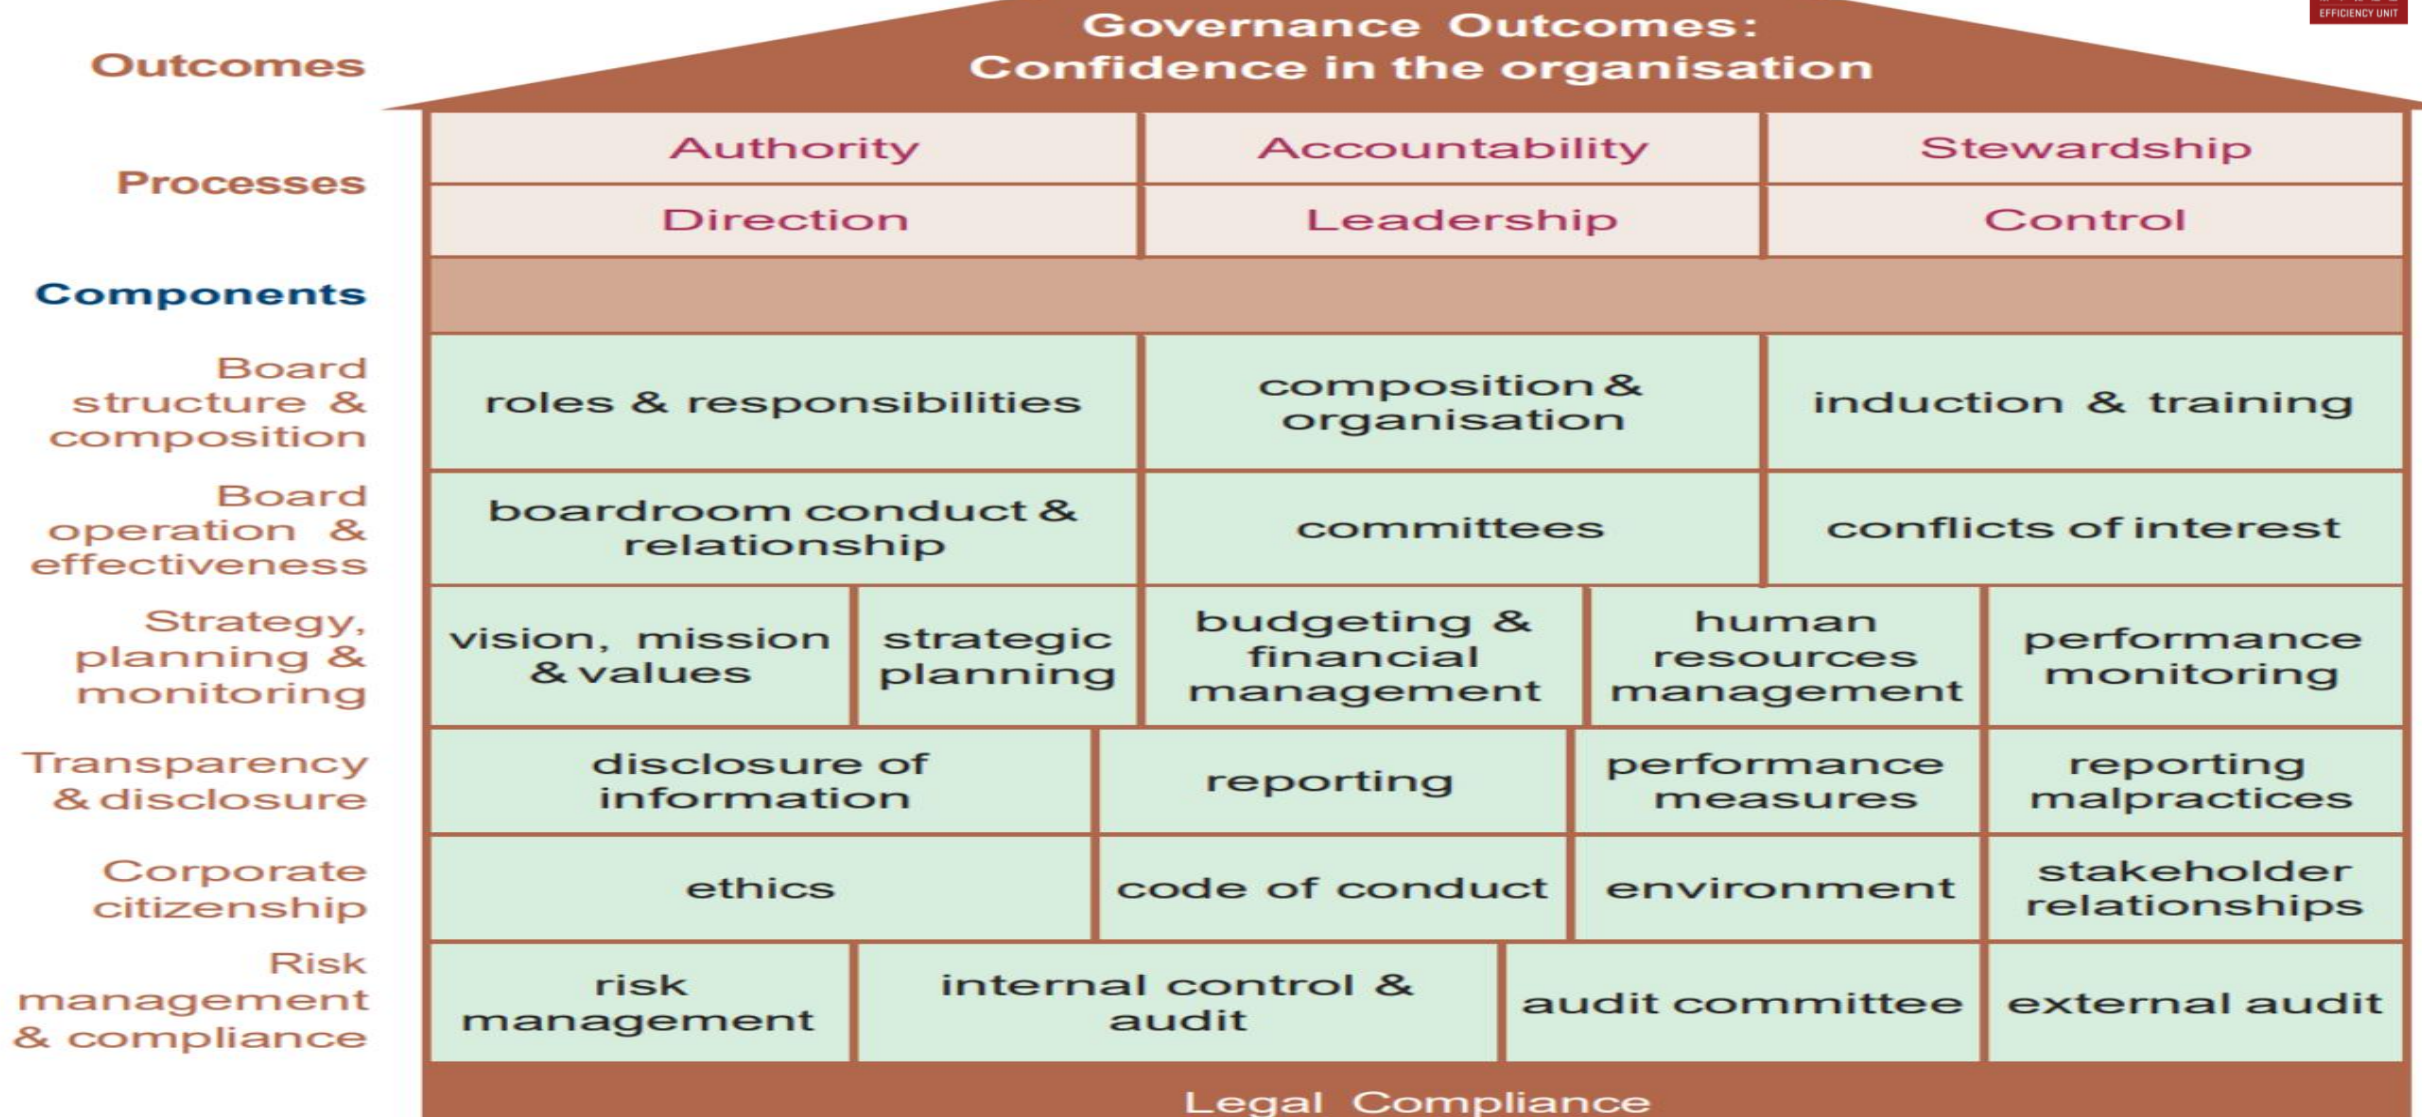 EFFICIENCY UNIT
Governance Outcomes:
Confidence in the organisation
Outcomes
Processes
Authority
Accountability
Stewardship
Direction
Leadership
Control
Components
Board
structure &
composition
roles & responsibilities
composition &
organisation
induction & training
Board
operation &
effectiveness
boardroom conduct &
relationship
committees
conflicts of interest
Strategy,
planning &
monitoring
vision, mission
& values
strategic
planning
budgeting &
financial
management
human
resources
management
performance
monitoring
Transparency
& disclosure
disclosure of
information
reporting
performance
measures
reporting
malpractices
Corporate
citizenship
ethics
code of conduct
environment
stakeholder
relationships
Risk
management
& compliance
risk
management
internal control &
audit
audit committee
external audit
Legal Compliance